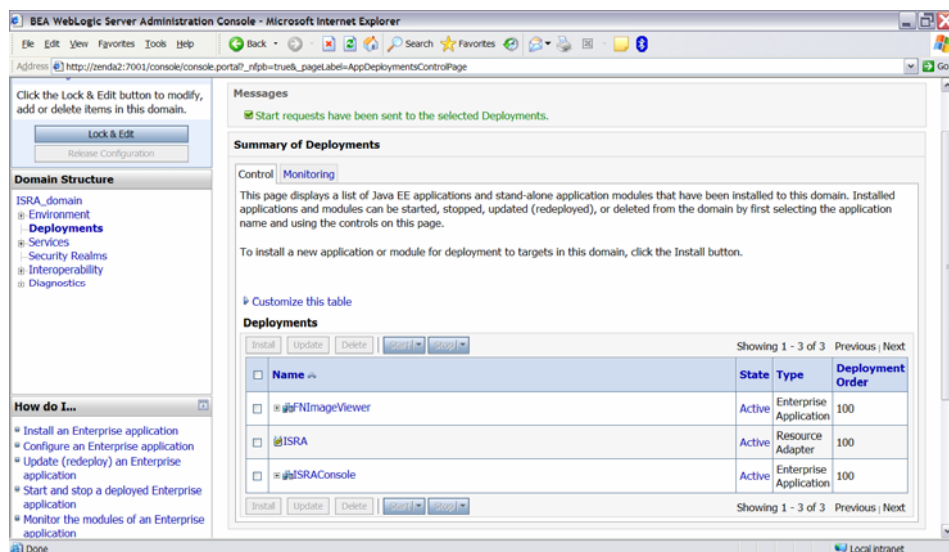 BEA WebLogic Server Administration Console - Microsoft Internet Explorer
File Edit View Favorites Tools Help
Back Search Favorites
Address http://zenda2:7001/console/console.portal?_nfpb=true&_pageLabel=AppDeploymentsControlPage Go
Click the Lock & Edit button to modify,
add or delete items in this domain.
Lock & Edit
Release Configuration
Domain Structure
ISRA_domain
Environment
Deployments
Services
Security Realms
Interoperability
Diagnostics
How do I...
Install an Enterprise application
Configure an Enterprise application
Update (redeploy) an Enterprise
application
Start and stop a deployed Enterprise
application
Monitor the modules of an Enterprise
application
Messages
Start requests have been sent to the selected Deployments.
Summary of Deployments
Control Monitoring
This page displays a list of Java EE applications and stand-alone application modules that have been installed to this domain. Installed
applications and modules can be started, stopped, updated (redeployed), or deleted from the domain by first selecting the application
name and using the controls on this page.
To install a new application or module for deployment to targets in this domain, click the Install button.
Customize this table
Deployments
Install Update Delete Start Stop Showing 1 - 3 of 3 Previous | Next
Name State Type Deployment
Order
FNImageViewer Active Enterprise
Application 100
ISRA Active Resource
Adapter 100
ISRAConsole Active Enterprise
Application 100
Install Update Delete Start Stop Showing 1 - 3 of 3 Previous | Next
Done Local intranet